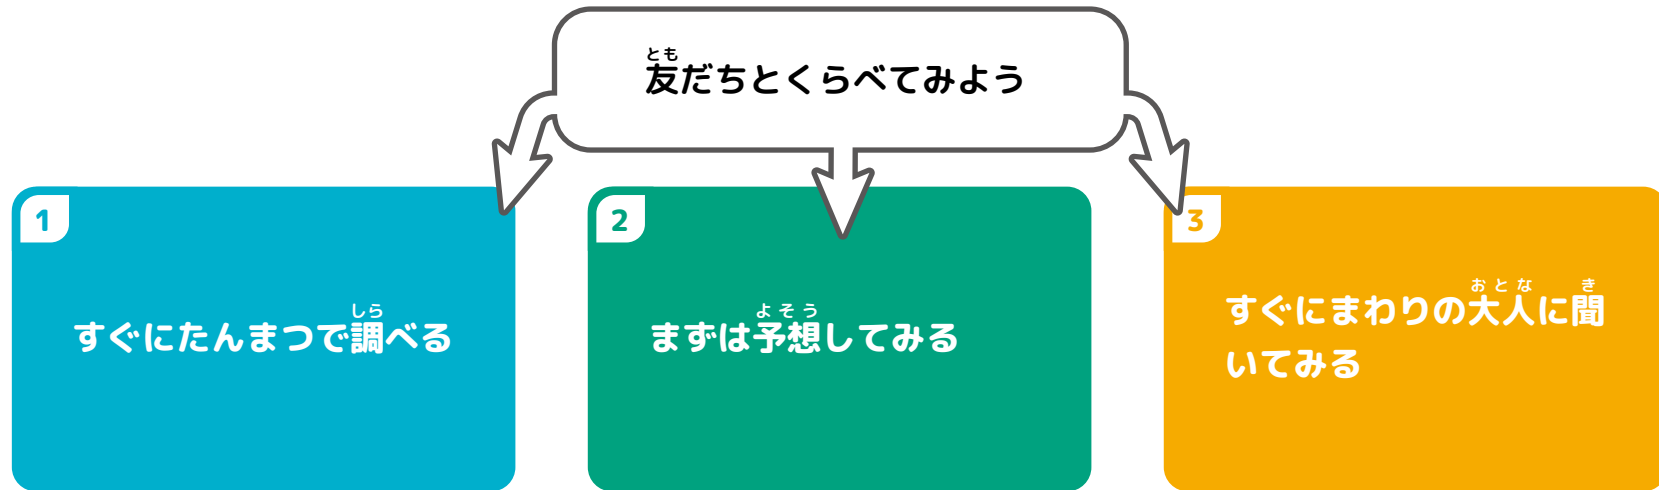 友だちとくらべてみよう
とも
1
すぐにたんまつで調べる
しら
2
まずは予想してみる
よそう
3
すぐにまわりの大人に聞
おとな
き
いてみる